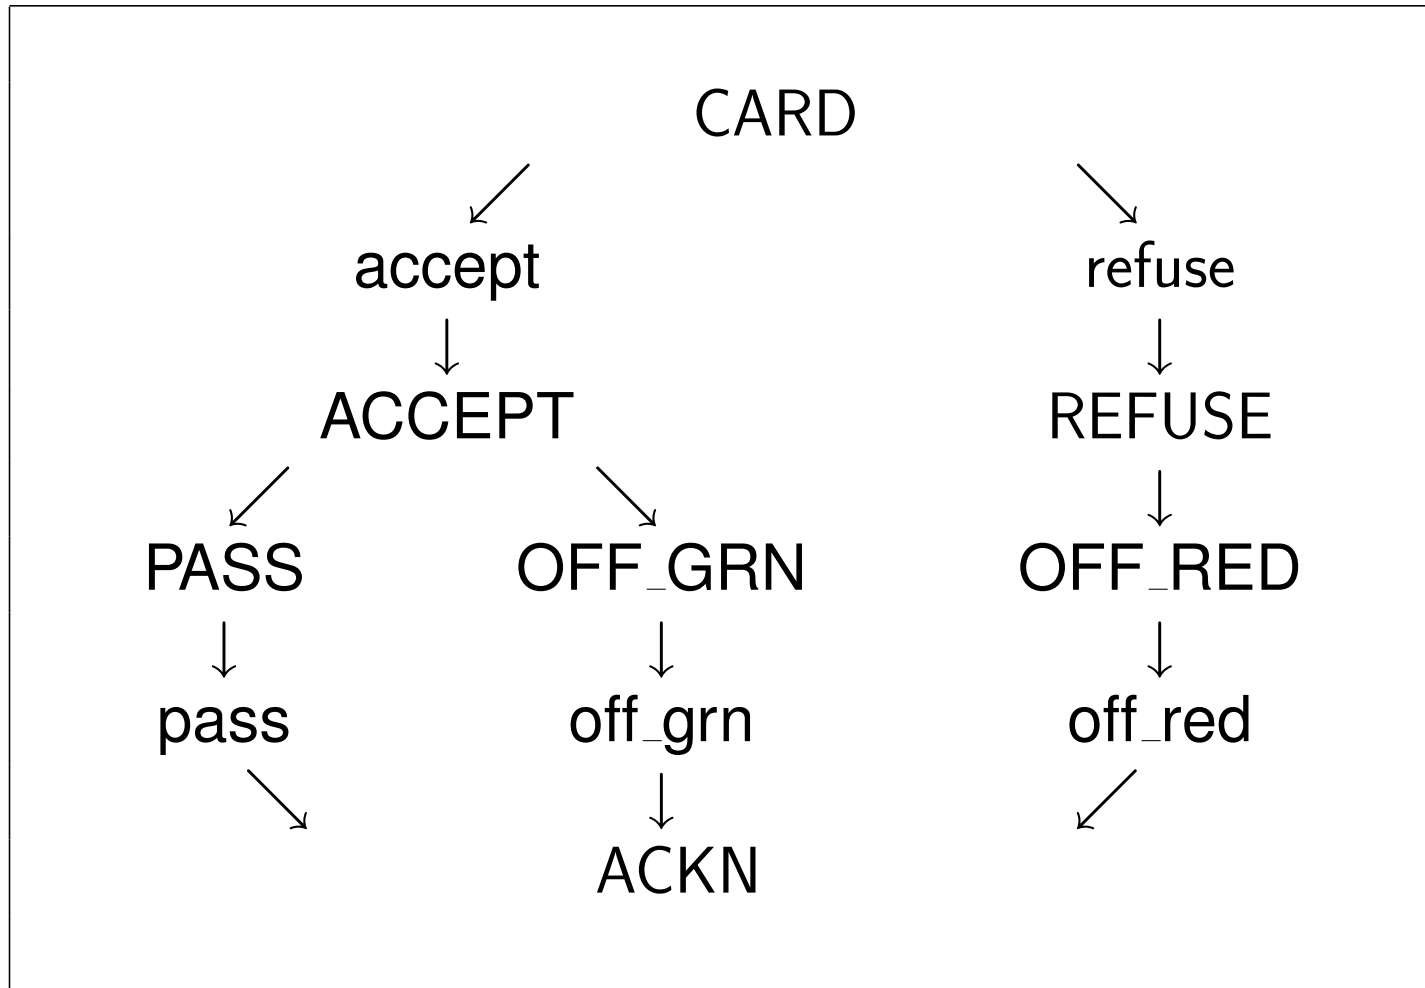 CARD
accept refuse
ACCEPT REFUSE
PASS OFF_GRN OFF_RED
pass off_grn off_red
ACKN